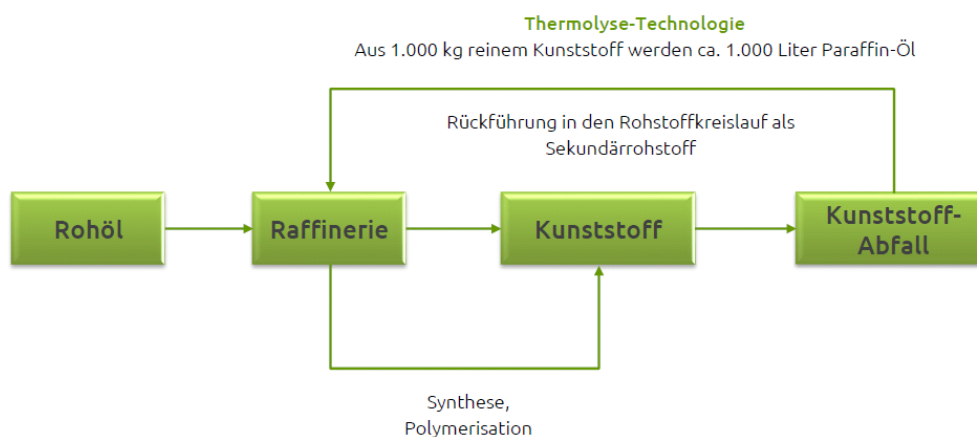 Thermolyse-Technologie
Aus 1.000 kg reinem Kunststoff werden ca. 1.000 Liter Paraffin-Öl
Rückführung in den Rohstoffkreislauf als
Sekundärrohstoff
Rohöl
Raffinerie
Kunststoff
Kunststoff-
Abfall
Synthese,
Polymerisation